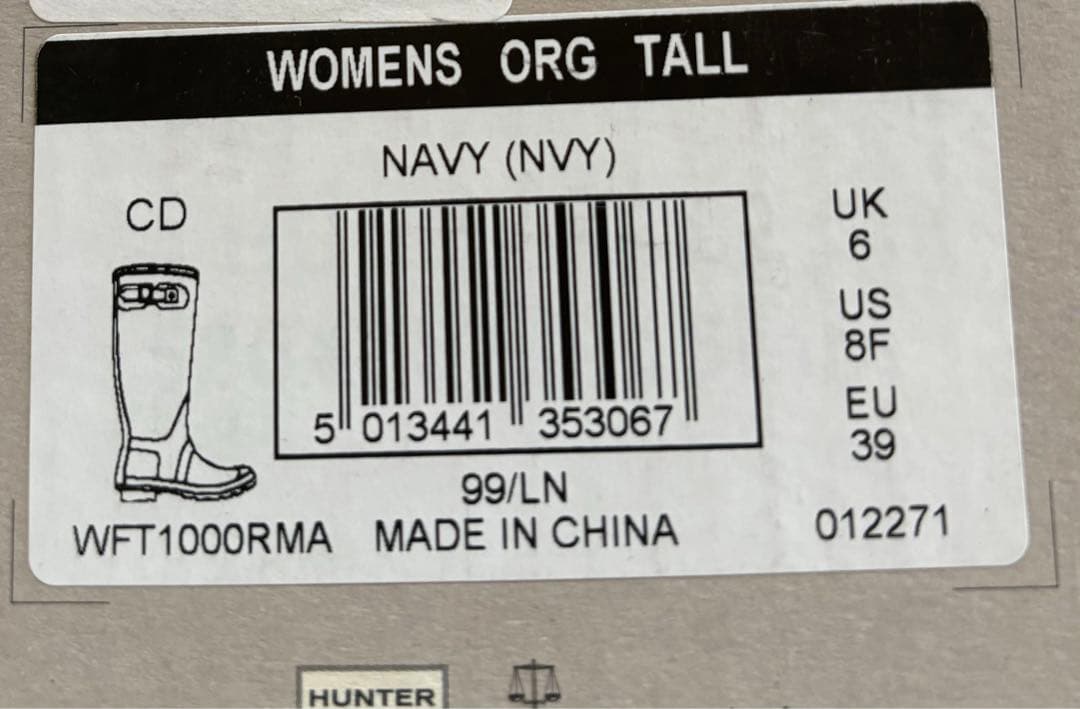 WOMENS ORG TALL
NAVY (NVY)
CD
UK
6
US
8F
EU
39
5 013441 353067
99/LN
WFT1000RMA MADE IN CHINA 012271
HUNTER